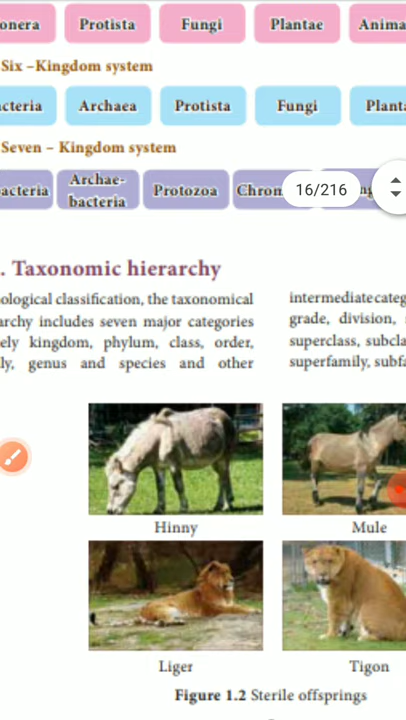 onera Protista Fungi Plantae Anima
Six –Kingdom system
cteria Archaea Protista Fungi Planta
Seven – Kingdom system
bacteria Archae-bacteria Protozoa Chrom
16/216
. Taxonomic hierarchy
ological classification, the taxonomical
archy includes seven major categories
ely kingdom, phylum, class, order,
ly, genus and species and other
intermediate categ
grade, division,
superclass, subcla
superfamily, subfa
Hinny Mule
Liger Tigon
Figure 1.2 Sterile offsprings